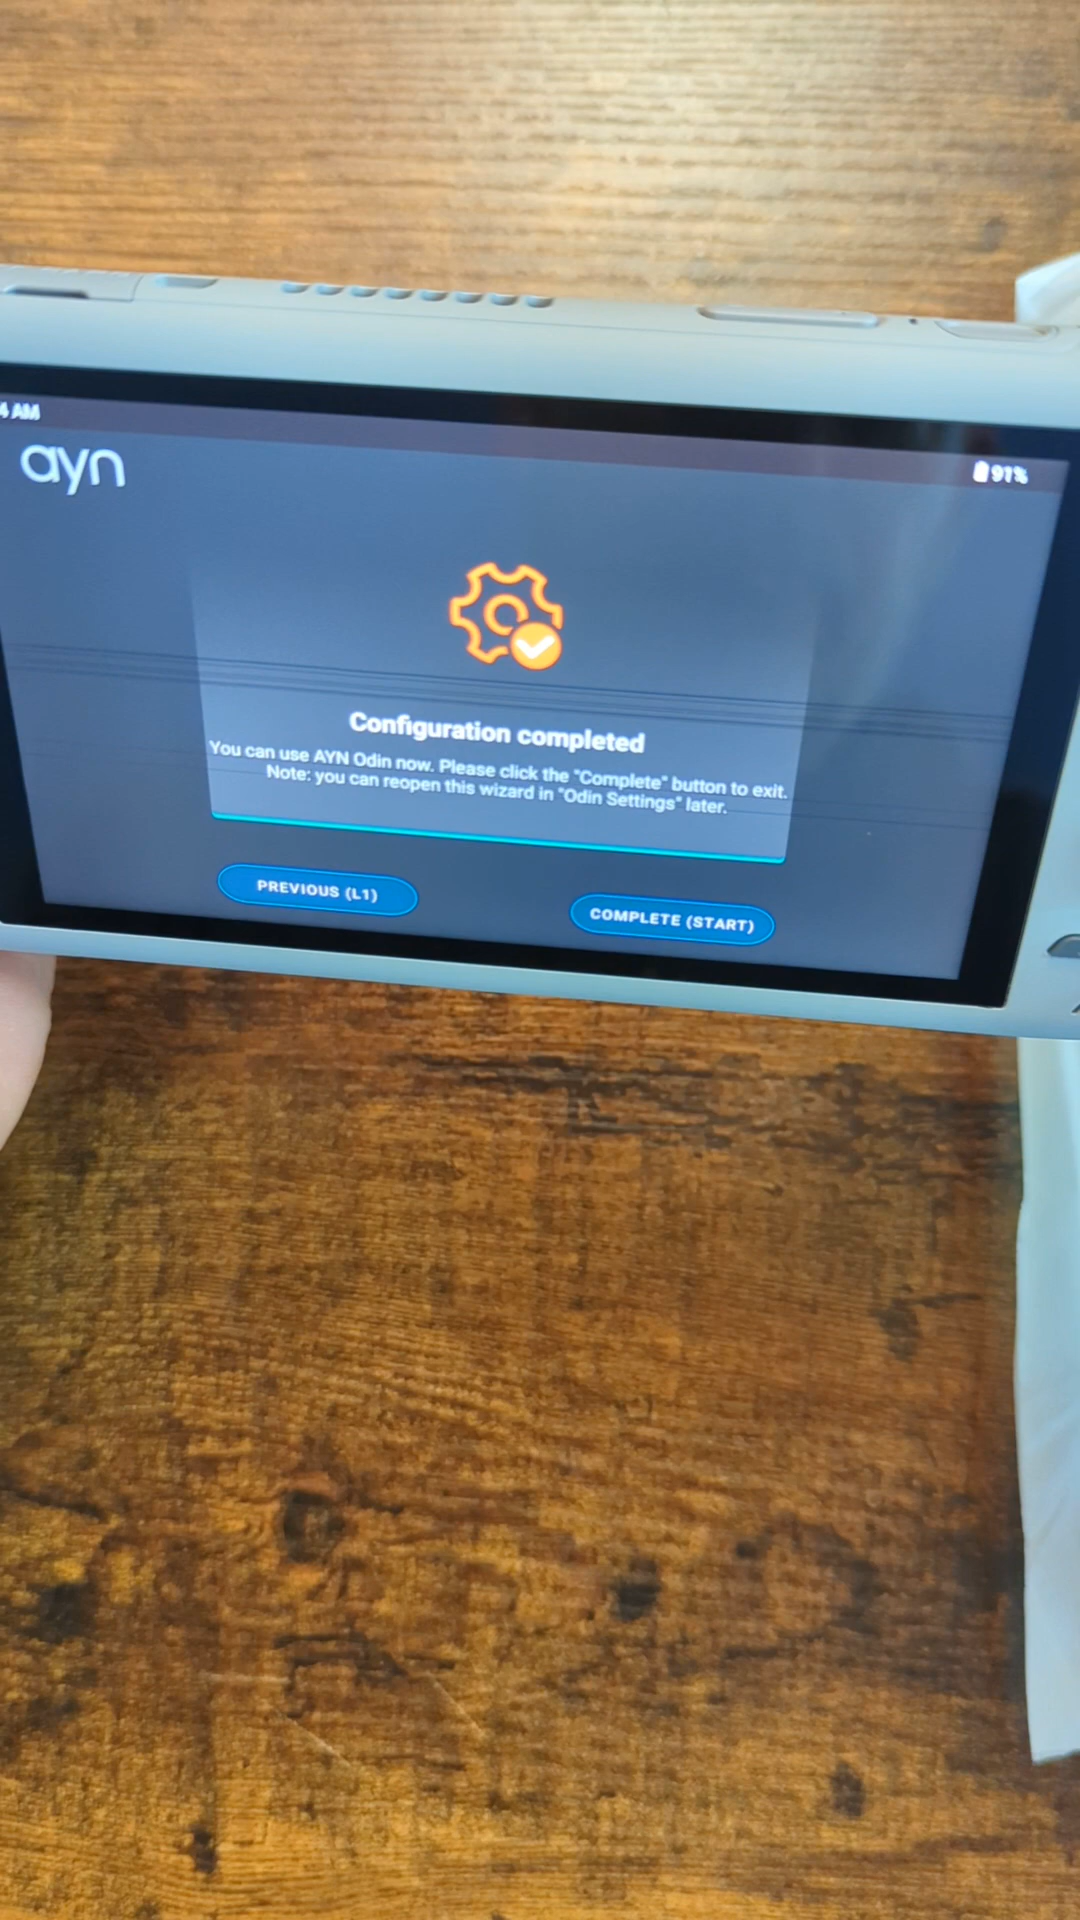 4 AM
91%
ayn
Configuration completed
You can use AYN Odin now. Please click the "Complete" button to exit.
Note: you can reopen this wizard in "Odin Settings" later.
PREVIOUS (L1)
COMPLETE (START)